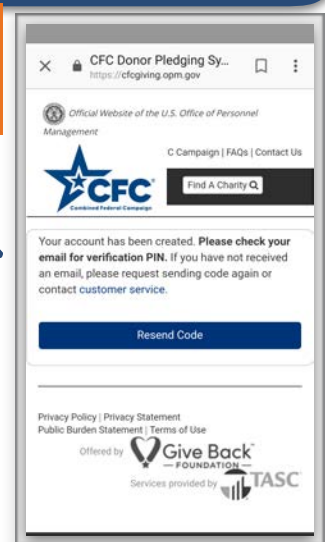 CFC Donor Pledging Sy...
https://cfcgiving.opm.gov
Official Website of the U.S. Office of Personnel
Management
C Campaign | FAQs | Contact Us
CFC
Combined Federal Campaign
Find A Charity
Your account has been created. Please check your
email for verification PIN. If you have not received
an email, please request sending code again or
contact customer service.
Resend Code
Privacy Policy | Privacy Statement
Public Burden Statement | Terms of Use
Offered by Give Back
FOUNDATION
Services provided by TASC